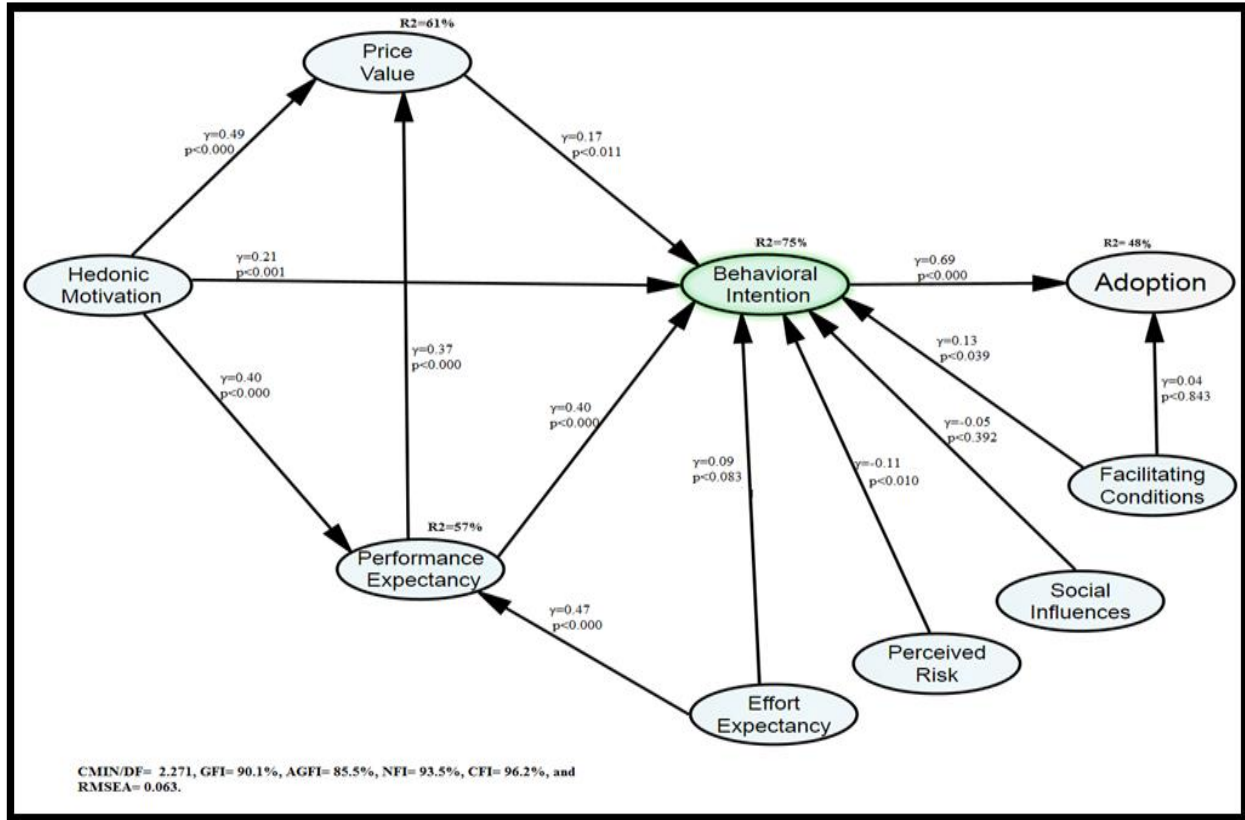 R2=61%
Price
Value
γ=0.49
p<0.000
γ=0.17
p<0.011
R2=75%
R2= 48%
Hedonic
Motivation
γ=0.21
p<0.001
Behavioral
Intention
γ=0.69
p<0.000
Adoption
γ=0.37
p<0.000
γ=0.13
p<0.039
γ=0.40
p<0.000
γ=0.04
p<0.843
γ=0.40
p<0.000
γ=-0.05
p<0.392
γ=0.09
p<0.083
γ=-0.11
p<0.010
Facilitating
Conditions
R2=57%
Performance
Expectancy
γ=0.47
p<0.000
Social
Influences
Perceived
Risk
Effort
Expectancy
CMIN/DF= 2.271, GFI= 90.1%, AGFI= 85.5%, NFI= 93.5%, CFI= 96.2%, and
RMSEA= 0.063.